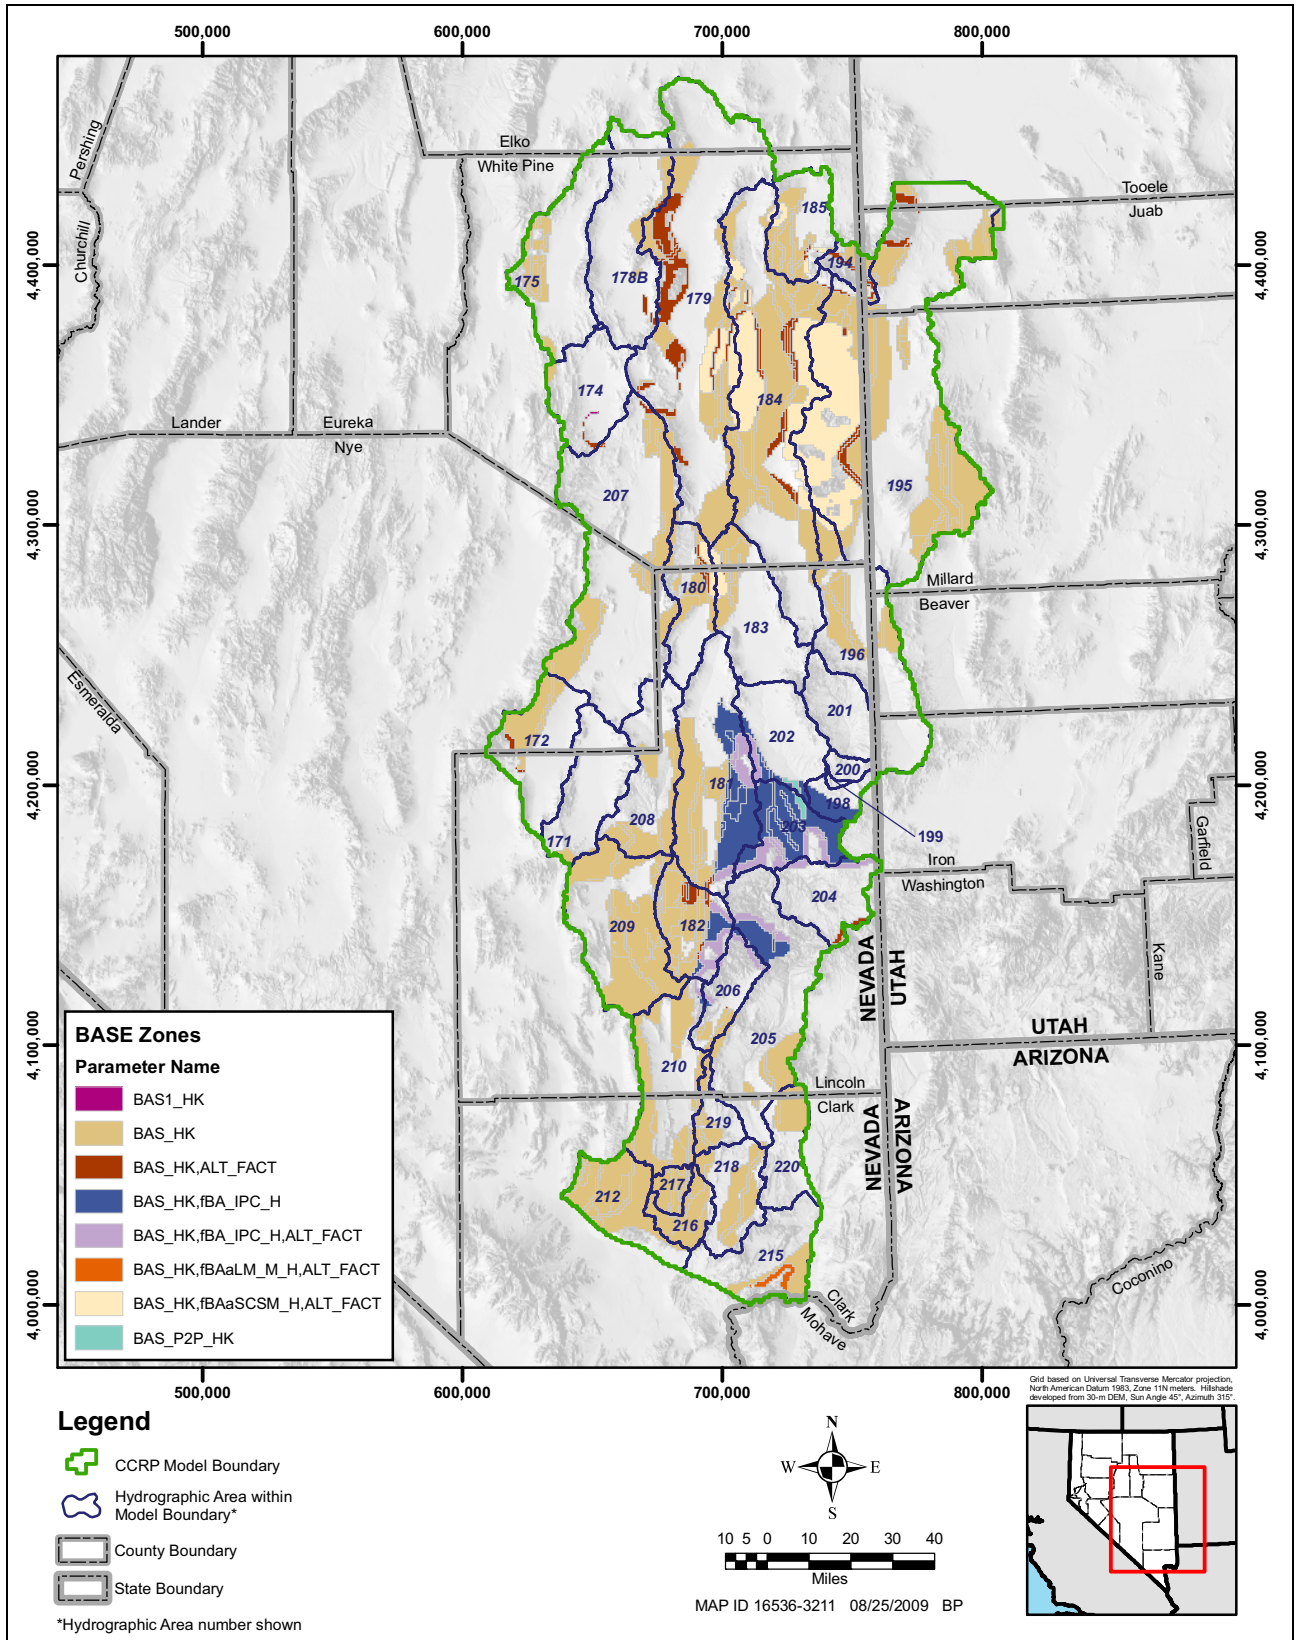 500,000 600,000 700,000 800,000
Elko
White Pine
Pershing
Churchill
Tooele
Juab
185
194
175
178B
179
4,400,000
4,400,000
174
184
Lander
Eureka
Nye
195
207
4,300,000
4,300,000
180
Millard
Beaver
183
196
Esmeralda
201
172
202
200
181
198
4,200,000
4,200,000
208
203
199
171
Garfield
Iron
Washington
204
209
182
NEVADA
UTAH
Kane
206
205
UTAH
ARIZONA
4,100,000
4,100,000
210
Lincoln
Clark
219
NEVADA
ARIZONA
218
220
217
212
216
215
Coconino
Clark
Mohave
4,000,000
4,000,000
BASE Zones
Parameter Name
BAS1_HK
BAS_HK
BAS_HK,ALT_FACT
BAS_HK,fBA_IPC_H
BAS_HK,fBA_IPC_H,ALT_FACT
BAS_HK,fBAaLM_M_H,ALT_FACT
BAS_HK,fBAaSCSM_H,ALT_FACT
BAS_P2P_HK
500,000 600,000 700,000 800,000
Grid based on Universal Transverse Mercator projection,
North American Datum 1983, Zone 11N meters. Hillshade
developed from 30-m DEM, Sun Angle 45°, Azimuth 315°.
Legend
CCRP Model Boundary
Hydrographic Area within
Model Boundary*
County Boundary
State Boundary
*Hydrographic Area number shown
N
W E
S
10 5 0 10 20 30 40
Miles
MAP ID 16536-3211 08/25/2009 BP